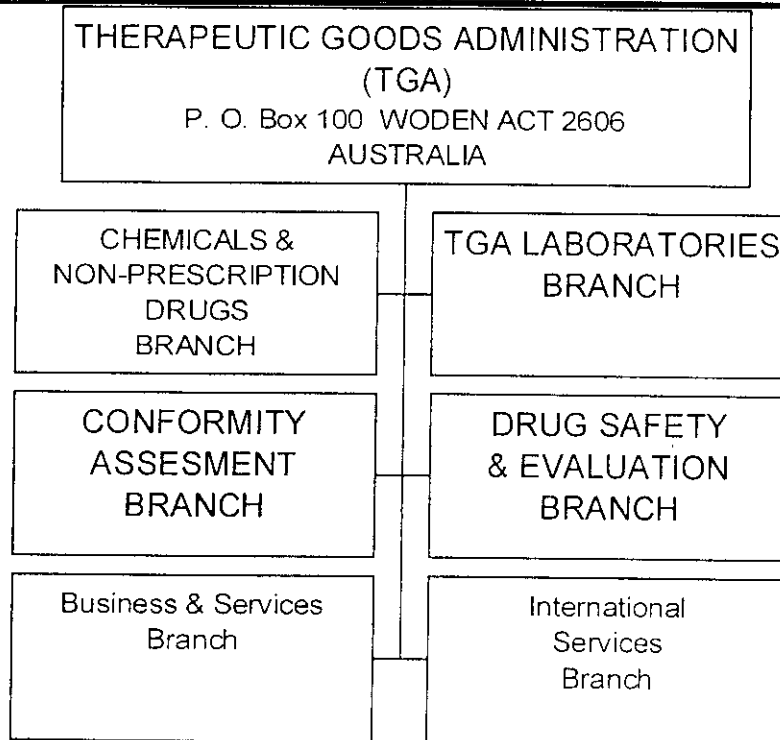 THERAPEUTIC GOODS ADMINISTRATION
(TGA)
P. O. Box 100 WODEN ACT 2606
AUSTRALIA
CHEMICALS &
NON-PRESCRIPTION
DRUGS
BRANCH
TGA LABORATORIES
BRANCH
CONFORMITY
ASSESMENT
BRANCH
DRUG SAFETY
& EVALUATION
BRANCH
Business & Services
Branch
International
Services
Branch